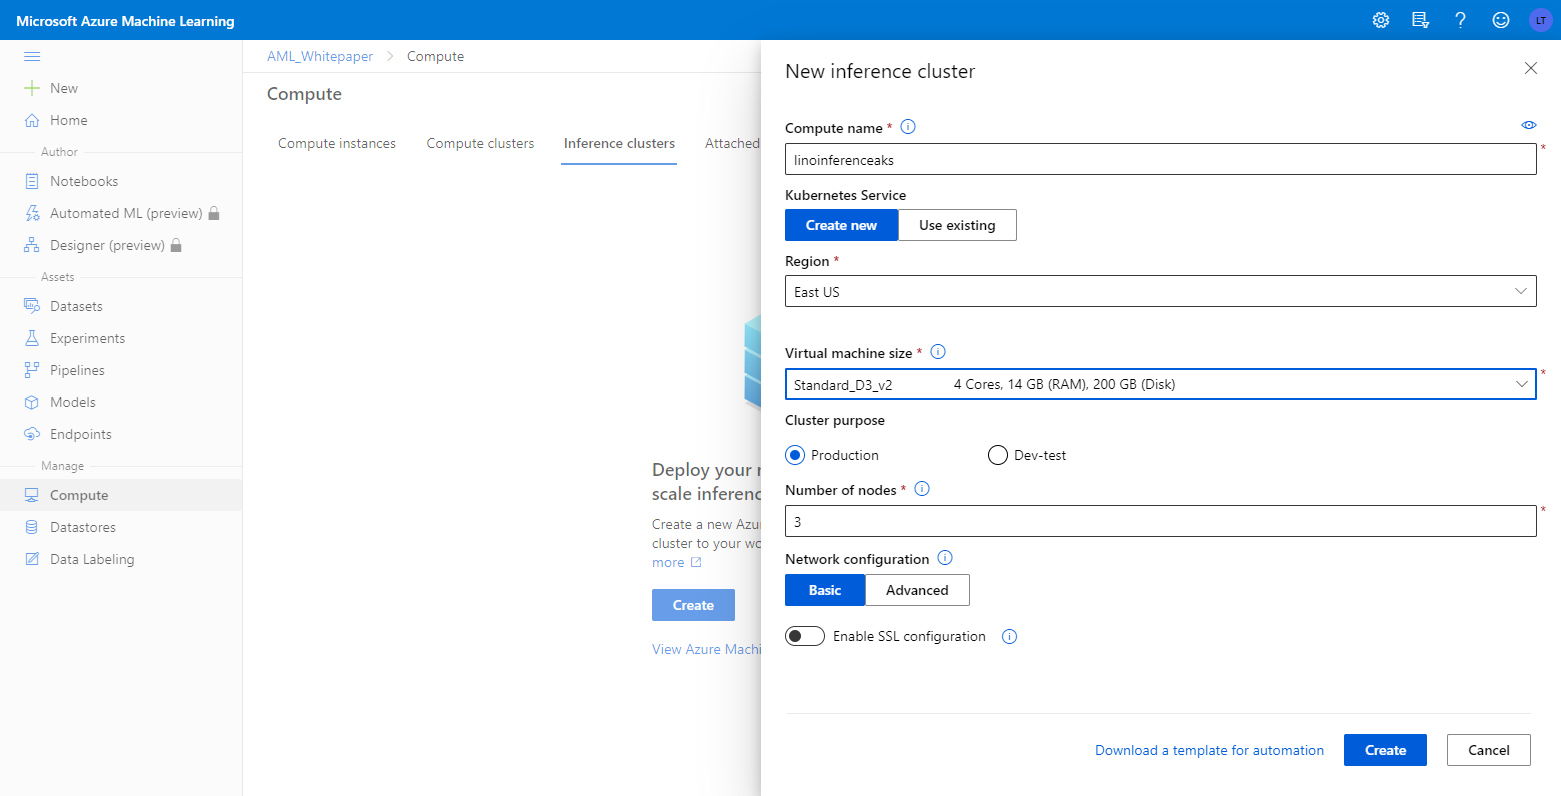 Microsoft Azure Machine Learning
LT
New
Home
Author
Notebooks
Automated ML (preview)
Designer (preview)
Assets
Datasets
Experiments
Pipelines
Models
Endpoints
Manage
Compute
Datastores
Data Labeling
AML_Whitepaper > Compute
Compute
Compute instances Compute clusters Inference clusters Attached
Deploy your
scale inferenc
Create a new Azu
cluster to your wo
more
Create
View Azure Machi
New inference cluster
Compute name *
linoinferenceaks *
Kubernetes Service
Create new Use existing
Region *
East US
Virtual machine size *
Standard_D3_v2 4 Cores, 14 GB (RAM), 200 GB (Disk) *
Cluster purpose
Production Dev-test
Number of nodes *
3 *
Network configuration
Basic Advanced
Enable SSL configuration
Download a template for automation Create Cancel